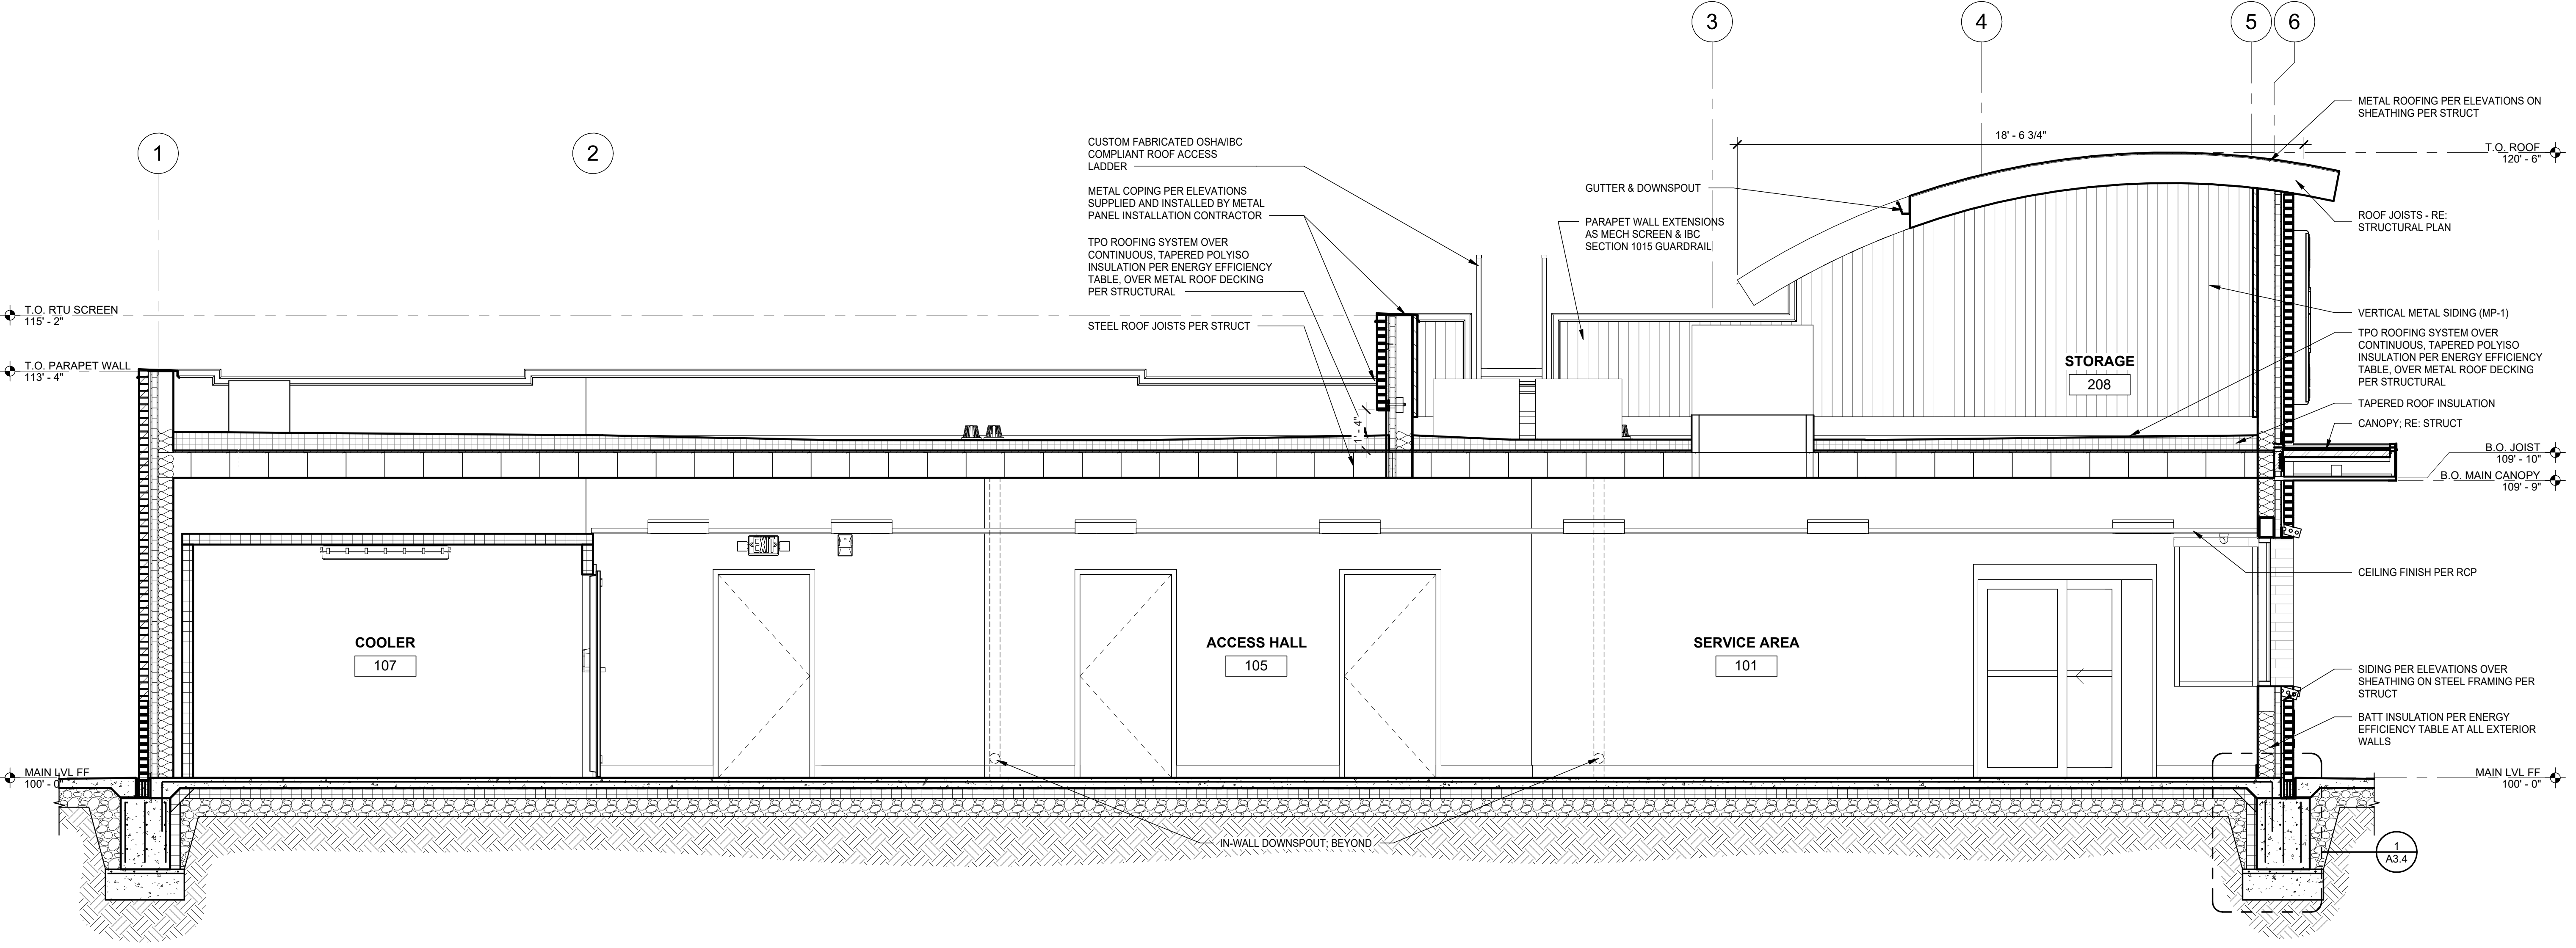 3
4
5
6
1
2
CUSTOM FABRICATED OSHA/IBC
COMPLIANT ROOF ACCESS
LADDER
METAL COPING PER ELEVATIONS
SUPPLIED AND INSTALLED BY METAL
PANEL INSTALLATION CONTRACTOR
TPO ROOFING SYSTEM OVER
CONTINUOUS, TAPERED POLYISO
INSULATION PER ENERGY EFFICIENCY
TABLE, OVER METAL ROOF DECKING
PER STRUCTURAL
STEEL ROOF JOISTS PER STRUCT
18' - 6 3/4"
GUTTER & DOWNSPOUT
PARAPET WALL EXTENSIONS
AS MECH SCREEN & IBC
SECTION 1015 GUARDRAIL
METAL ROOFING PER ELEVATIONS ON
SHEATHING PER STRUCT
T.O. ROOF
120' - 6"
ROOF JOISTS - RE:
STRUCTURAL PLAN
T.O. RTU SCREEN
115' - 2"
T.O. PARAPET WALL
113' - 4"
1' - 4"
STORAGE
208
VERTICAL METAL SIDING (MP-1)
TPO ROOFING SYSTEM OVER
CONTINUOUS, TAPERED POLYISO
INSULATION PER ENERGY EFFICIENCY
TABLE, OVER METAL ROOF DECKING
PER STRUCTURAL
TAPERED ROOF INSULATION
CANOPY; RE: STRUCT
B.O. JOIST
109' - 10"
B.O. MAIN CANOPY
109' - 9"
EXIT
CEILING FINISH PER RCP
COOLER
107
ACCESS HALL
105
SERVICE AREA
101
SIDING PER ELEVATIONS OVER
SHEATHING ON STEEL FRAMING PER
STRUCT
BATT INSULATION PER ENERGY
EFFICIENCY TABLE AT ALL EXTERIOR
WALLS
MAIN LVL FF
100' - 0"
MAIN LVL FF
100' - 0"
IN-WALL DOWNSPOUT; BEYOND
1
A3.4